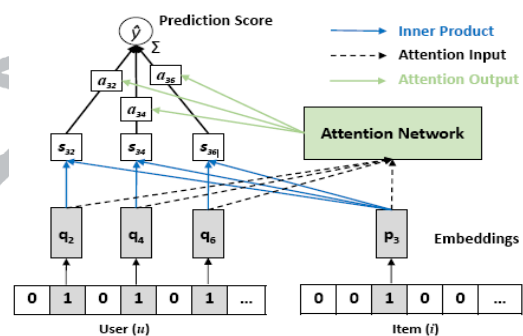 Prediction Score
ŷ
Σ
Inner Product
Attention Input
Attention Output
a32
a36
a34
Attention Network
s32
s34
s36
q2
q4
q6
p3
Embeddings
0 1 0 1 0 1 ...
0 0 1 0 0 ...
User (u)
Item (i)